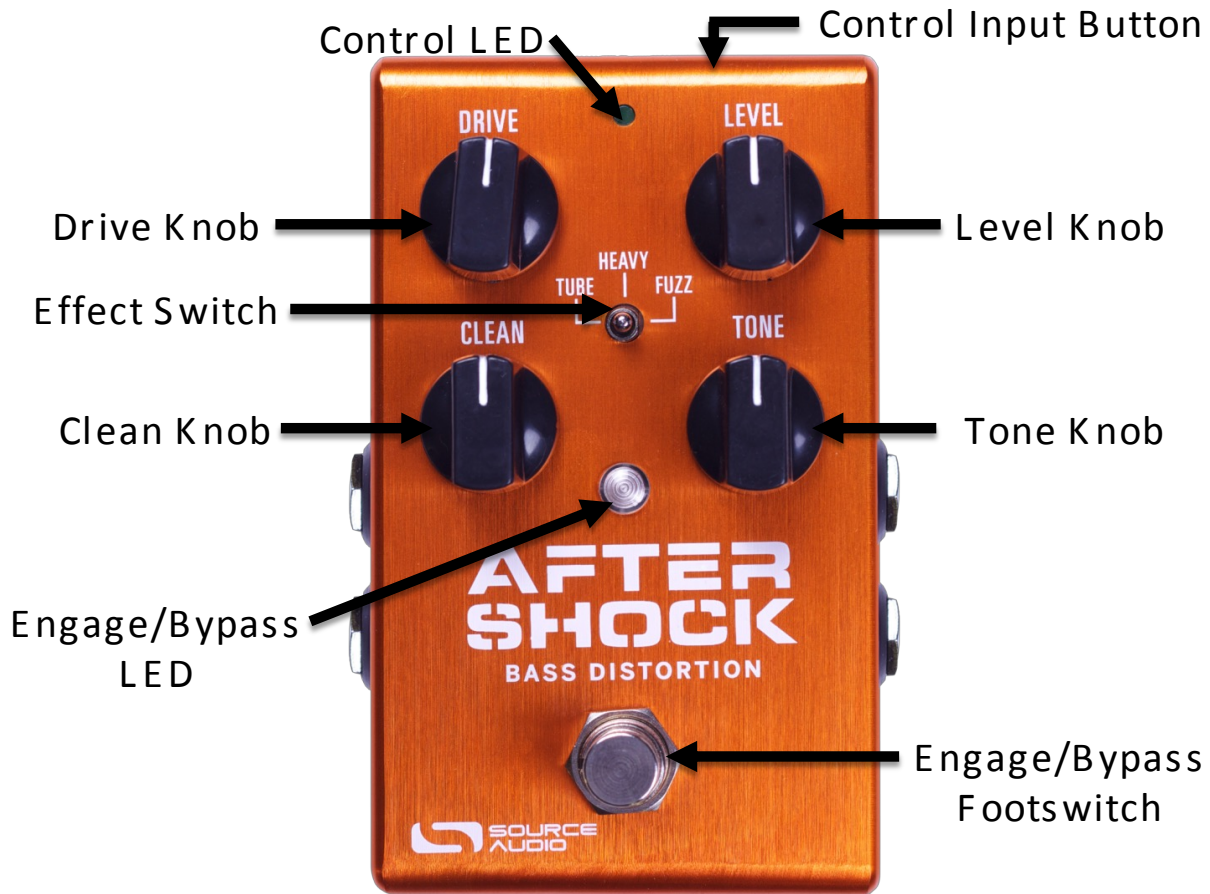 Control LED
Control Input Button
DRIVE
LEVEL
Drive Knob
Level Knob
HEAVY
TUBE
FUZZ
Effect Switch
CLEAN
TONE
Clean Knob
Tone Knob
AFTER
SHOCK
Engage/Bypass
LED
BASS DISTORTION
Engage/Bypass
Footswitch
SOURCE
AUDIO